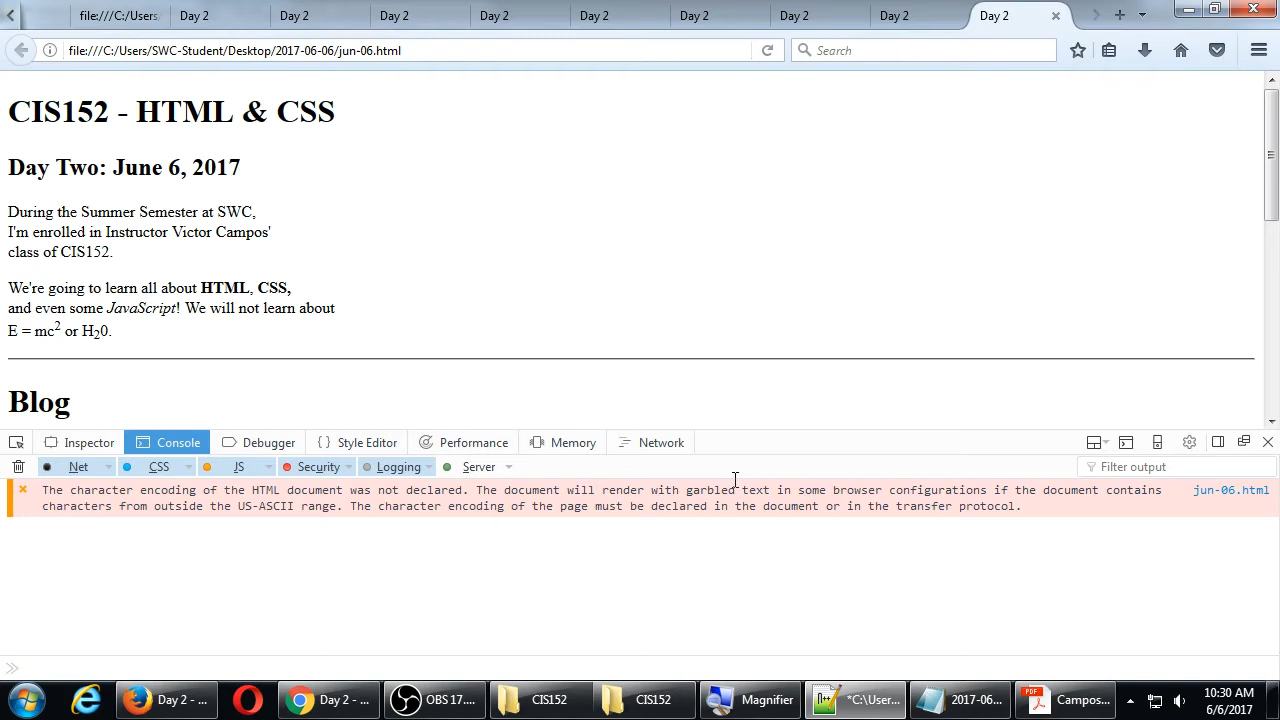 file:///C:/Users/
Day 2
Day 2
Day 2
Day 2
Day 2
Day 2
Day 2
Day 2
Day 2
file:///C:/Users/SWC-Student/Desktop/2017-06-06/jun-06.html
Search
CIS152 - HTML & CSS
Day Two: June 6, 2017
During the Summer Semester at SWC,
I'm enrolled in Instructor Victor Campos'
class of CIS152.
We're going to learn all about HTML, CSS,
and even some JavaScript! We will not learn about
E = mc2 or H20.
Blog
Inspector Console Debugger Style Editor Performance Memory Network
Net CSS JS Security Logging Server Filter output
The character encoding of the HTML document was not declared. The document will render with garbled text in some browser configurations if the document contains jun-06.html
characters from outside the US-ASCII range. The character encoding of the page must be declared in the document or in the transfer protocol.
Day 2 - ...
Day 2 - ...
OBS 17....
CIS152
CIS152
Magnifier
*C:\User...
2017-06...
PDF
Campos...
10:30 AM
6/6/2017